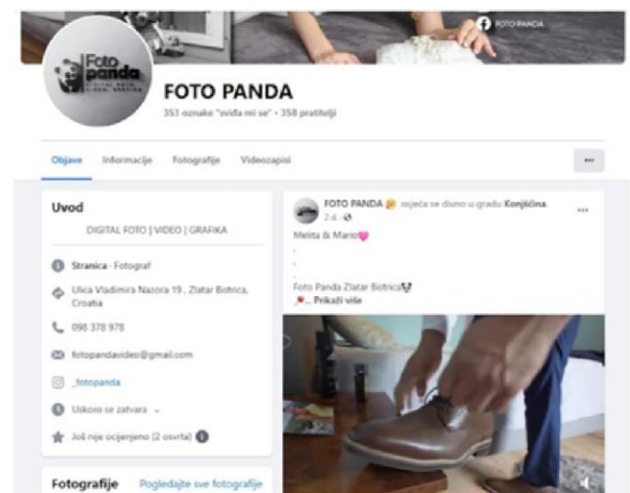 FOTO PANDA
Foto
panda
FOTO PANDA
353 oznake "sviđa mi se" • 358 pratitelji
Objave Informacije Fotografije Videozapisi
Uvod
DIGITAL FOTO | VIDEO | GRAFIKA
Stranica · Fotograf
Ulica Vladimira Nazora 19 , Zlatar Bistrica,
Croatia
098 378 978
fotopandavideo@gmail.com
_fotopanda
Uskoro se zatvara
Još nije ocijenjeno (2 osvrta)
Fotografije Pogledajte sve fotografije
FOTO PANDA osjeća se divno u gradu Konjščina.
Melita & Mario
.
.
.
Foto Panda Zlatar Bistrica
... Prikaži više